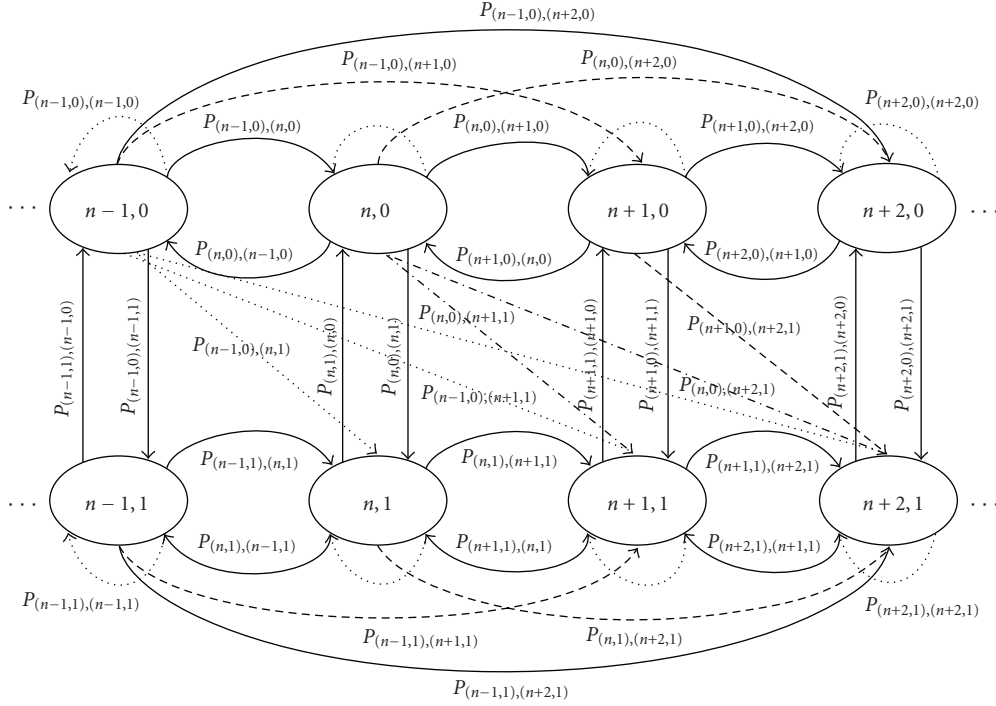 P(n−1,0),(n+2,0)
P(n−1,0),(n+1,0)
P(n,0),(n+2,0)
P(n−1,0),(n−1,0)
P(n+2,0),(n+2,0)
P(n−1,0),(n,0)
P(n,0),(n+1,0)
P(n+1,0),(n+2,0)
· · ·
n − 1, 0
n, 0
n + 1, 0
n + 2, 0
· · ·
P(n,0),(n−1,0)
P(n+1,0),(n,0)
P(n+2,0),(n+1,0)
P(n−1,1),(n−1,0)
P(n−1,0),(n−1,1)
P(n−1,0),(n,1)
P(n,1),(n,0)
P(n,0),(n,1)
P(n,0),(n+1,1)
P(n−1,0),(n+1,1)
P(n+1,1),(n+1,0)
P(n+1,0),(n+1,1)
P(n+1,0),(n+2,1)
P(n,0),(n+2,1)
P(n+2,1),(n+2,0)
P(n+2,0),(n+2,1)
P(n−1,1),(n,1)
P(n,1),(n+1,1)
P(n+1,1),(n+2,1)
· · ·
n − 1, 1
n, 1
n + 1, 1
n + 2, 1
· · ·
P(n,1),(n−1,1)
P(n+1,1),(n,1)
P(n+2,1),(n+1,1)
P(n−1,1),(n−1,1)
P(n+2,1),(n+2,1)
P(n−1,1),(n+1,1)
P(n,1),(n+2,1)
P(n−1,1),(n+2,1)